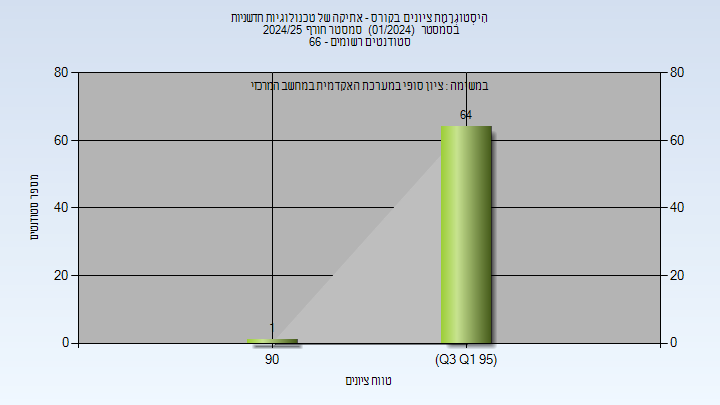 היסטוגרמת ציונים בקורס - אתיקה של טכנולוגיות חדשניות
בסמסטר (01/2024) סמסטר חורף 2024/25
סטודנטים רשומים - 66
במשימה : ציון סופי במערכת האקדמית במחשב המרכזי
80 80
64
60 60
מספר סטודנטים
40 40
20 20
1
0 0
90 (Q3 Q1 95)
טווח ציונים